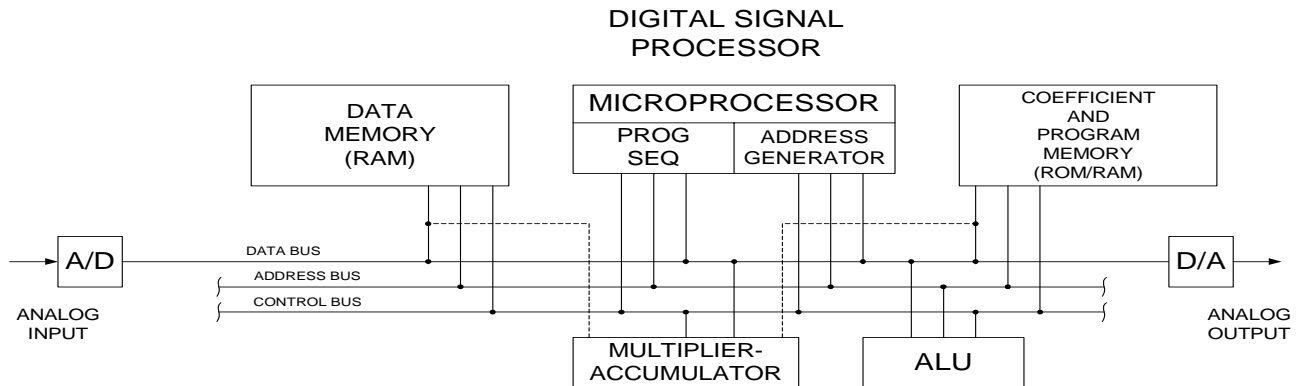 DIGITAL SIGNAL
PROCESSOR
DATA
MEMORY
(RAM)
MICROPROCESSOR
PROG
SEQ
ADDRESS
GENERATOR
COEFFICIENT
AND
PROGRAM
MEMORY
(ROM/RAM)
A/D
DATA BUS
D/A
ADDRESS BUS
CONTROL BUS
ANALOG
INPUT
ANALOG
OUTPUT
MULTIPLIER-
ACCUMULATOR
ALU